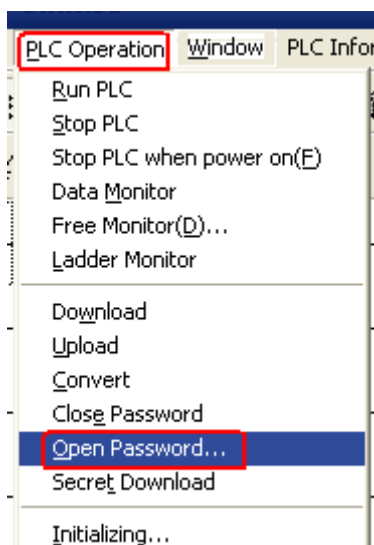 PLC Operation Window PLC Infor
Run PLC
Stop PLC
Stop PLC when power on(F)
Data Monitor
Free Monitor(D)...
Ladder Monitor
Download
Upload
Convert
Close Password
Open Password...
Secret Download
Initializing...